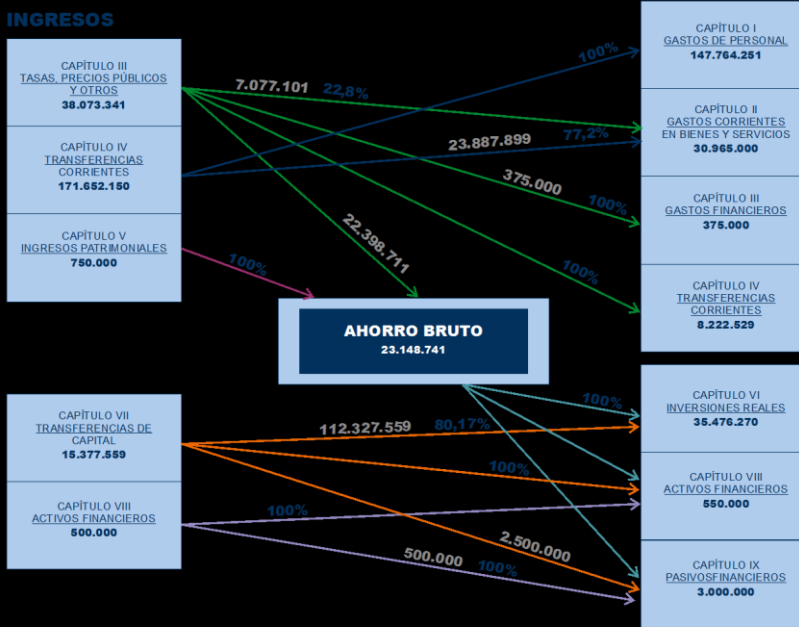 INGRESOS
CAPÍTULO III
TASAS, PRECIOS PÚBLICOS
Y OTROS
38.073.341
CAPÍTULO IV
TRANSFERENCIAS
CORRIENTES
171.652.150
CAPÍTULO V
INGRESOS PATRIMONIALES
750.000
7.077.101 22,8%
100%
23.887.899 77,2%
375.000 100%
22.398.711
100%
100%
CAPÍTULO I
GASTOS DE PERSONAL
147.764.251
CAPÍTULO II
GASTOS CORRIENTES
EN BIENES Y SERVICIOS
30.965.000
CAPÍTULO III
GASTOS FINANCIEROS
375.000
CAPÍTULO IV
TRANSFERENCIAS
CORRIENTES
8.222.529
AHORRO BRUTO
23.148.741
CAPÍTULO VII
TRANSFERENCIAS DE
CAPITAL
15.377.559
CAPÍTULO VIII
ACTIVOS FINANCIEROS
500.000
100%
112.327.559 80,17%
100%
100%
2.500.000
500.000 100%
CAPÍTULO VI
INVERSIONES REALES
35.476.270
CAPÍTULO VIII
ACTIVOS FINANCIEROS
550.000
CAPÍTULO IX
PASIVOSFINANCIEROS
3.000.000